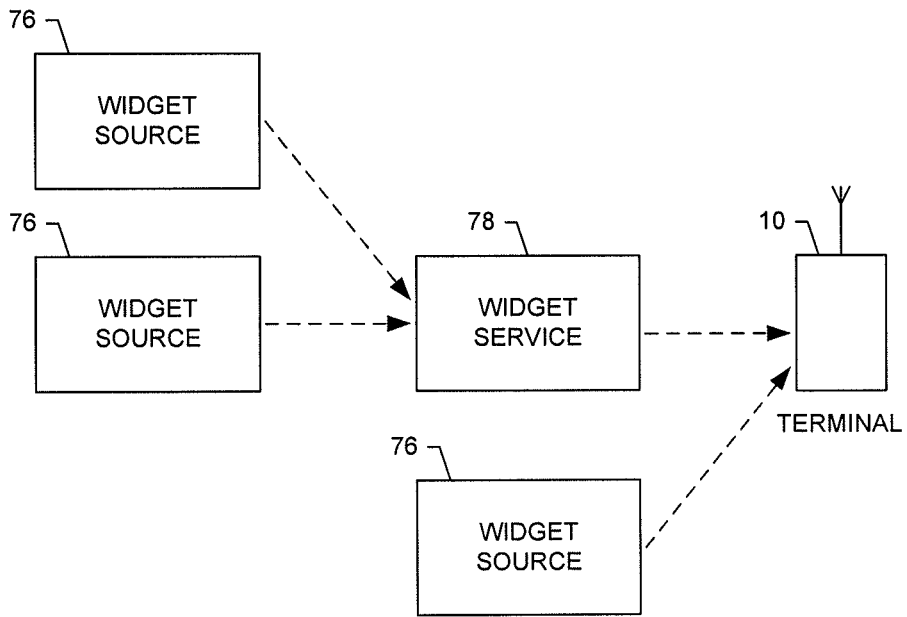 76
WIDGET
SOURCE
76
WIDGET
SOURCE
78
WIDGET
SERVICE
10
TERMINAL
76
WIDGET
SOURCE